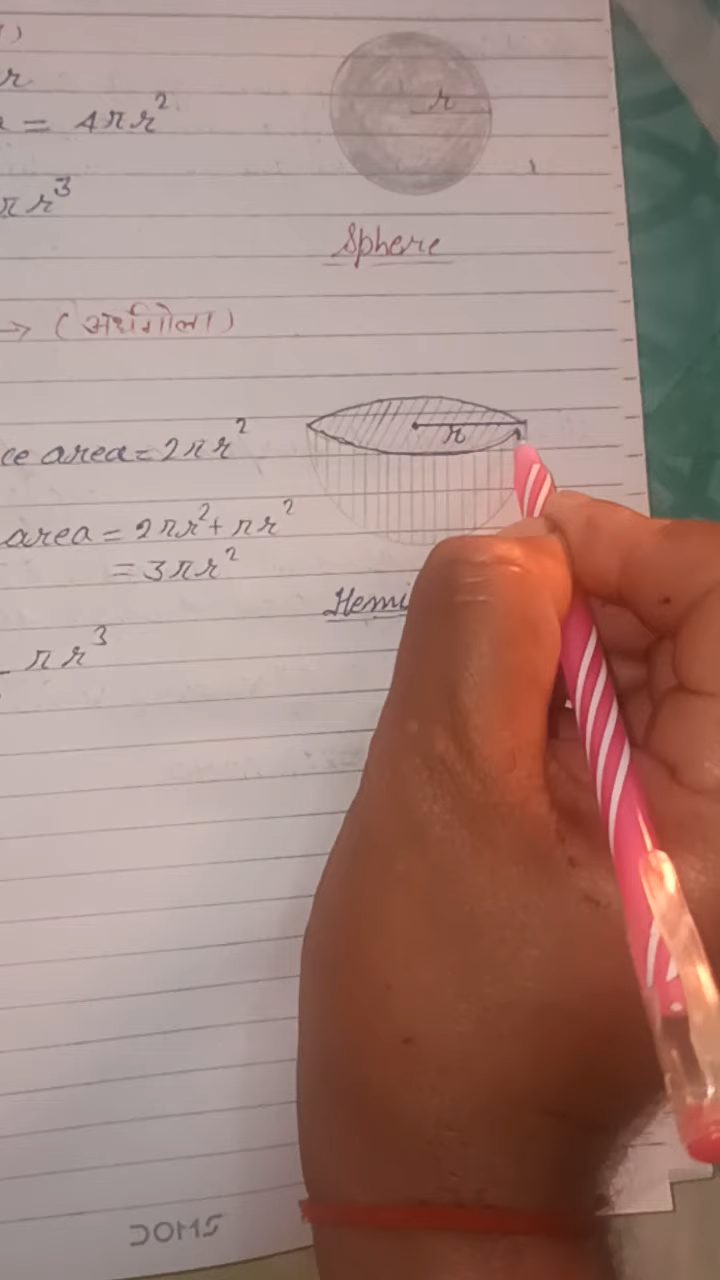 r
= 4πr²
r
πr³
Sphere
→ (अर्धगोला)
ce area = 2πr²
r
area = 2πr² + πr²
= 3πr²
Hemi
πr³
DOMS